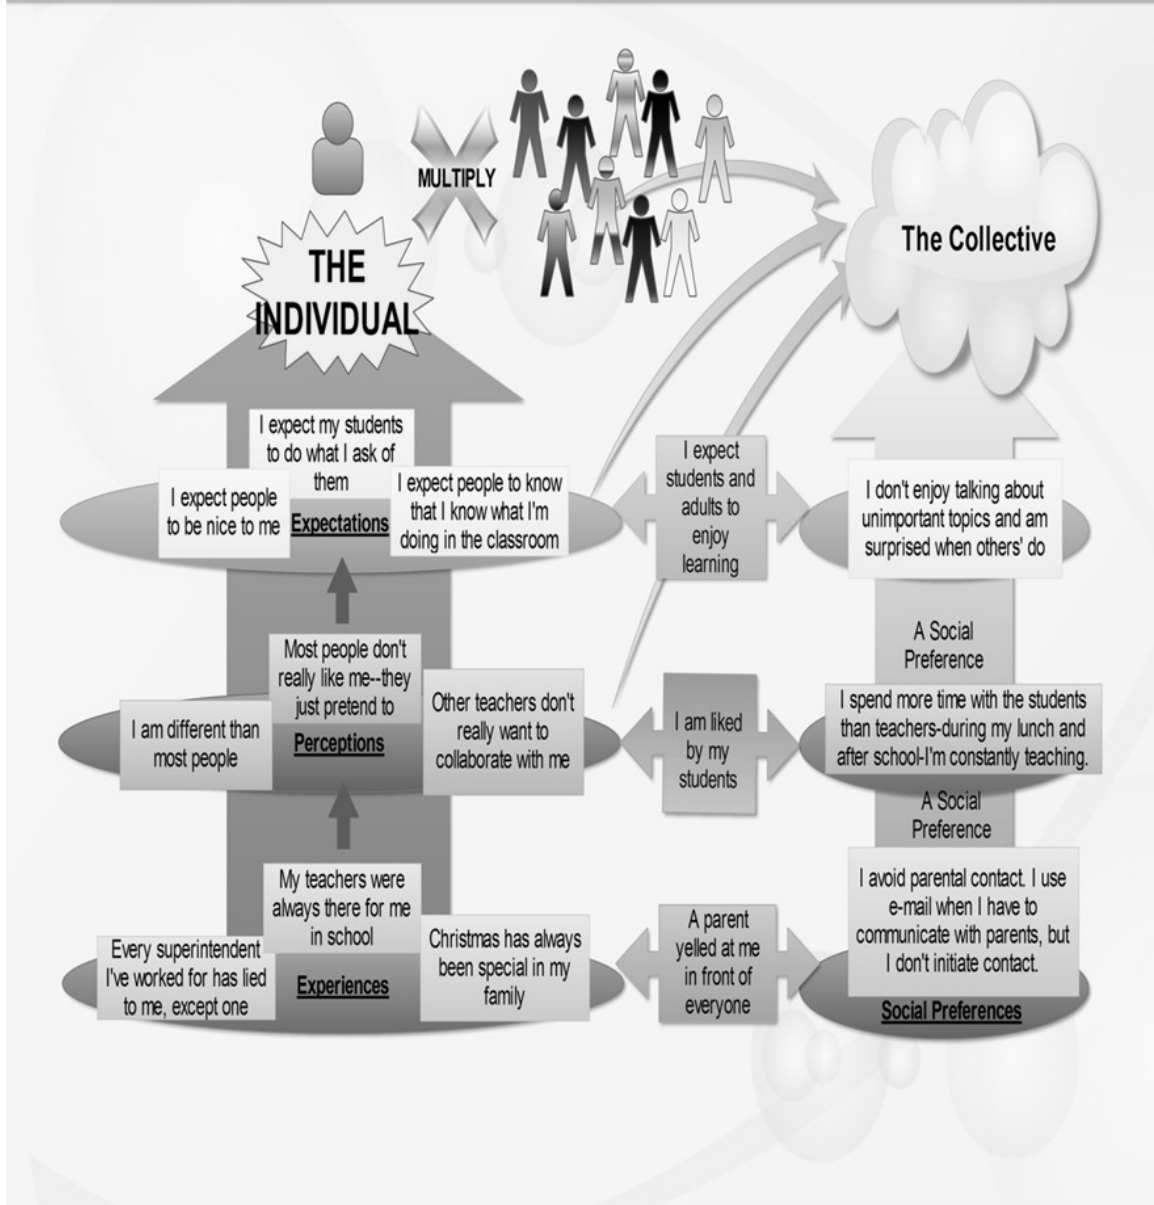 MULTIPLY
The Collective
THE
INDIVIDUAL
I expect my students
to do what I ask of
them
I expect people
to be nice to me
Expectations
I expect people to know
that I know what I'm
doing in the classroom
I expect
students and
adults to
enjoy
learning
I don't enjoy talking about
unimportant topics and am
surprised when others' do
A Social
Preference
Most people don't
really like me--they
just pretend to
I am different than
most people
Perceptions
Other teachers don't
really want to
collaborate with me
I am liked
by my
students
I spend more time with the students
than teachers-during my lunch and
after school-I'm constantly teaching.
A Social
Preference
My teachers were
always there for me
in school
Every superintendent
I've worked for has lied
to me, except one
Experiences
Christmas has always
been special in my
family
A parent
yelled at me
in front of
everyone
I avoid parental contact. I use
e-mail when I have to
communicate with parents, but
I don't initiate contact.
Social Preferences